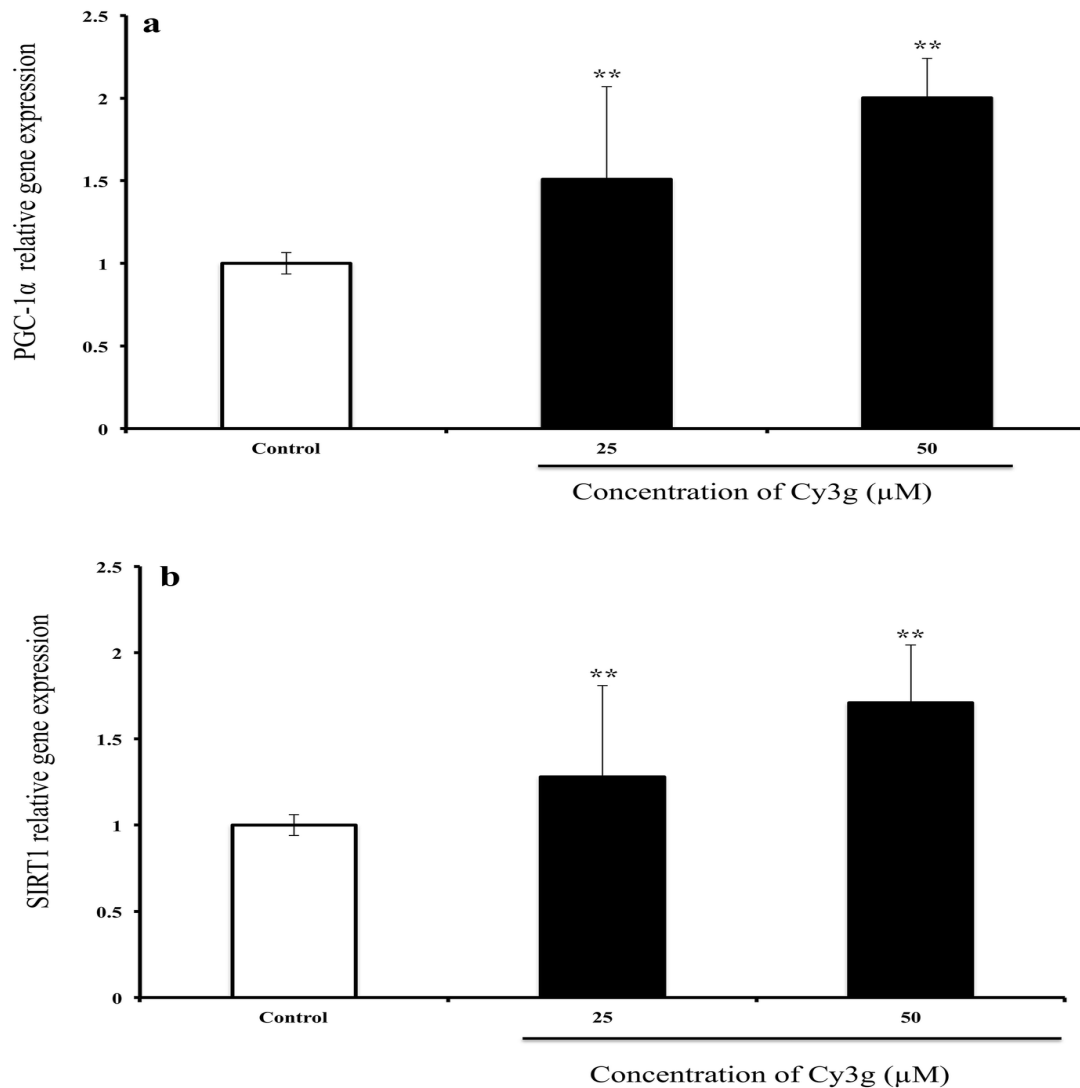 a
PGC-1α relative gene expression
2.5
2
1.5
1
0.5
0
**
**
Control
25
50
Concentration of Cy3g (μM)
b
SIRT1 relative gene expression
2.5
2
1.5
1
0.5
0
**
**
Control
25
50
Concentration of Cy3g (μM)